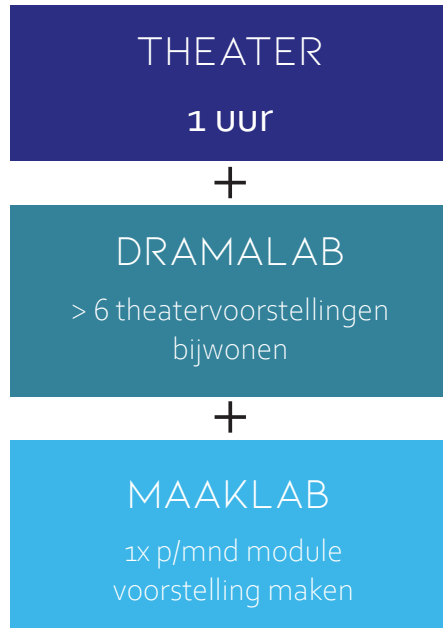 THEATER
1 uur
+
DRAMALAB
> 6 theatervoorstellingen
bijwonen
+
MAAKLAB
1x p/mnd module
voorstelling maken